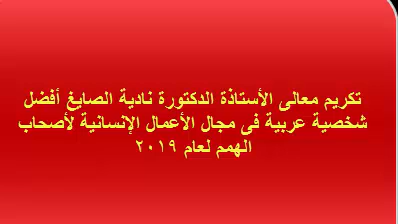 تكريم معالى الأستاذة الدكتورة نادية الصايغ أفضل
شخصية عربية فى مجال الأعمال الإنسانية لأصحاب
الهمم لعام ٢٠١٩